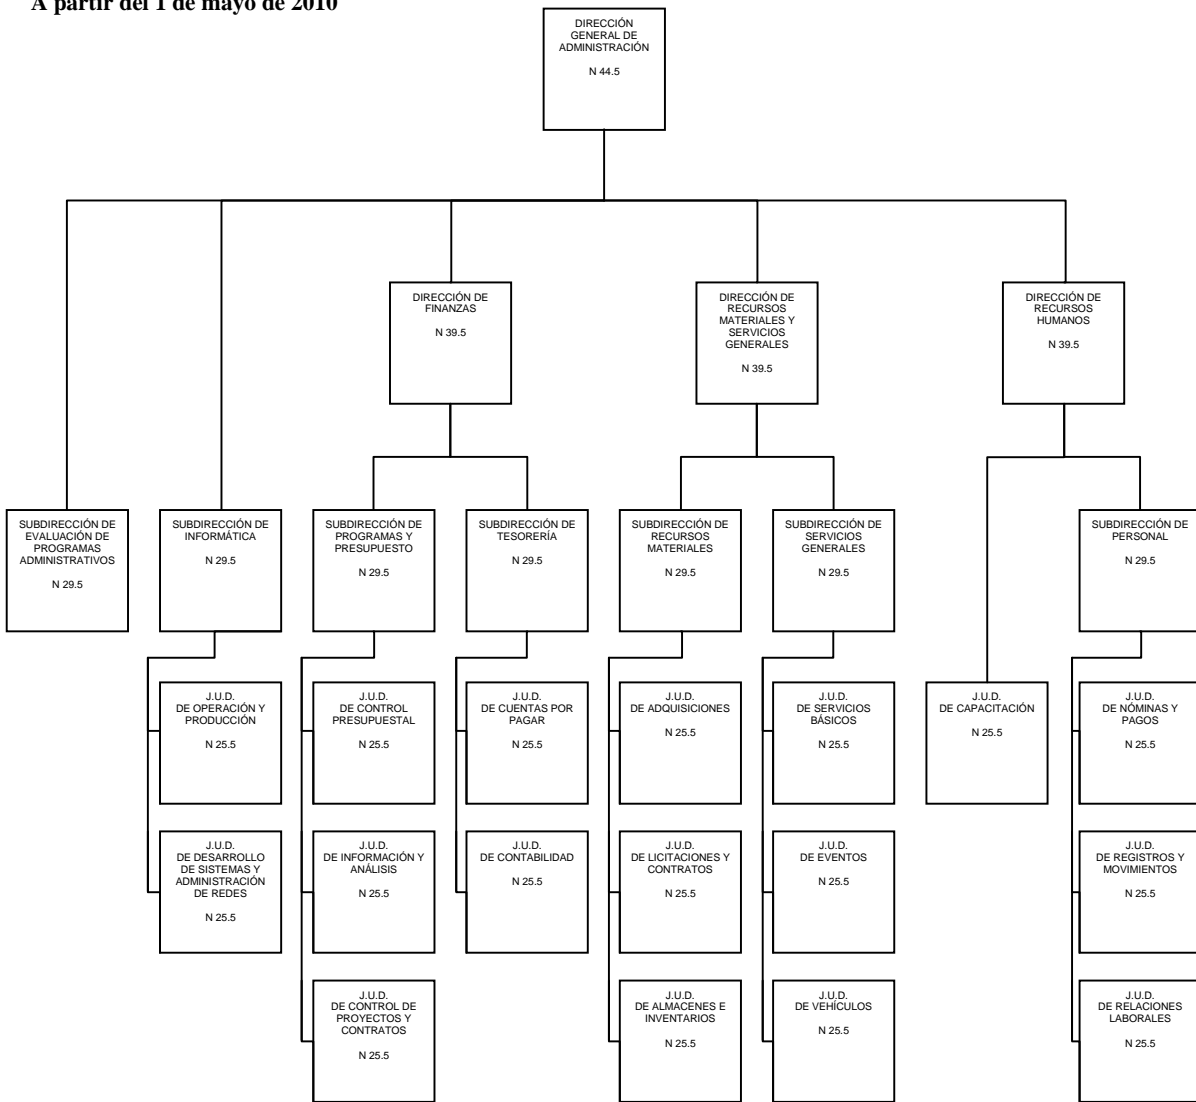 A partir del 1 de mayo de 2010
DIRECCIÓN
GENERAL DE
ADMINISTRACIÓN
N 44.5
DIRECCIÓN DE
FINANZAS
N 39.5
DIRECCIÓN DE
RECURSOS
MATERIALES Y
SERVICIOS
GENERALES
N 39.5
DIRECCIÓN DE
RECURSOS
HUMANOS
N 39.5
SUBDIRECCIÓN DE
EVALUACIÓN DE
PROGRAMAS
ADMINISTRATIVOS
N 29.5
SUBDIRECCIÓN DE
INFORMÁTICA
N 29.5
SUBDIRECCIÓN DE
PROGRAMAS Y
PRESUPUESTO
N 29.5
SUBDIRECCIÓN DE
TESORERÍA
N 29.5
SUBDIRECCIÓN DE
RECURSOS
MATERIALES
N 29.5
SUBDIRECCIÓN DE
SERVICIOS
GENERALES
N 29.5
SUBDIRECCIÓN DE
PERSONAL
N 29.5
J.U.D.
DE OPERACIÓN Y
PRODUCCIÓN
N 25.5
J.U.D.
DE CONTROL
PRESUPUESTAL
N 25.5
J.U.D.
DE CUENTAS POR
PAGAR
N 25.5
J.U.D.
DE ADQUISICIONES
N 25.5
J.U.D.
DE SERVICIOS
BÁSICOS
N 25.5
J.U.D.
DE CAPACITACIÓN
N 25.5
J.U.D.
DE NÓMINAS Y
PAGOS
N 25.5
J.U.D.
DE DESARROLLO
DE SISTEMAS Y
ADMINISTRACIÓN
DE REDES
N 25.5
J.U.D.
DE INFORMACIÓN Y
ANÁLISIS
N 25.5
J.U.D.
DE CONTABILIDAD
N 25.5
J.U.D.
DE LICITACIONES Y
CONTRATOS
N 25.5
J.U.D.
DE EVENTOS
N 25.5
J.U.D.
DE REGISTROS Y
MOVIMIENTOS
N 25.5
J.U.D.
DE CONTROL DE
PROYECTOS Y
CONTRATOS
N 25.5
J.U.D.
DE ALMACENES E
INVENTARIOS
N 25.5
J.U.D.
DE VEHÍCULOS
N 25.5
J.U.D.
DE RELACIONES
LABORALES
N 25.5